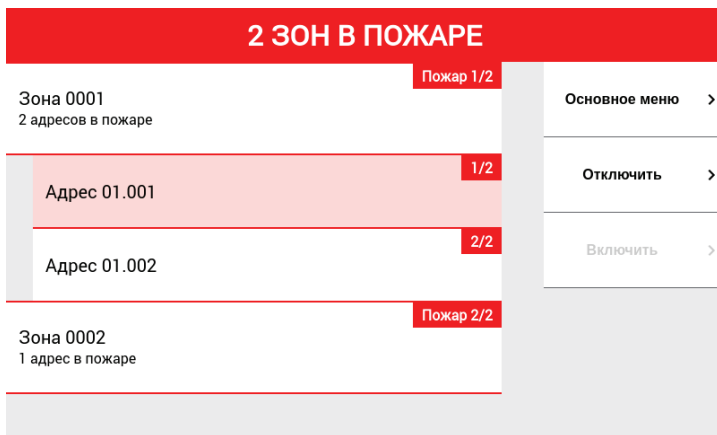 2 ЗОН В ПОЖАРЕ
Пожар 1/2
Зона 0001
2 адресов в пожаре
1/2
Адрес 01.001
2/2
Адрес 01.002
Пожар 2/2
Зона 0002
1 адрес в пожаре
Основное меню
Отключить
Включить